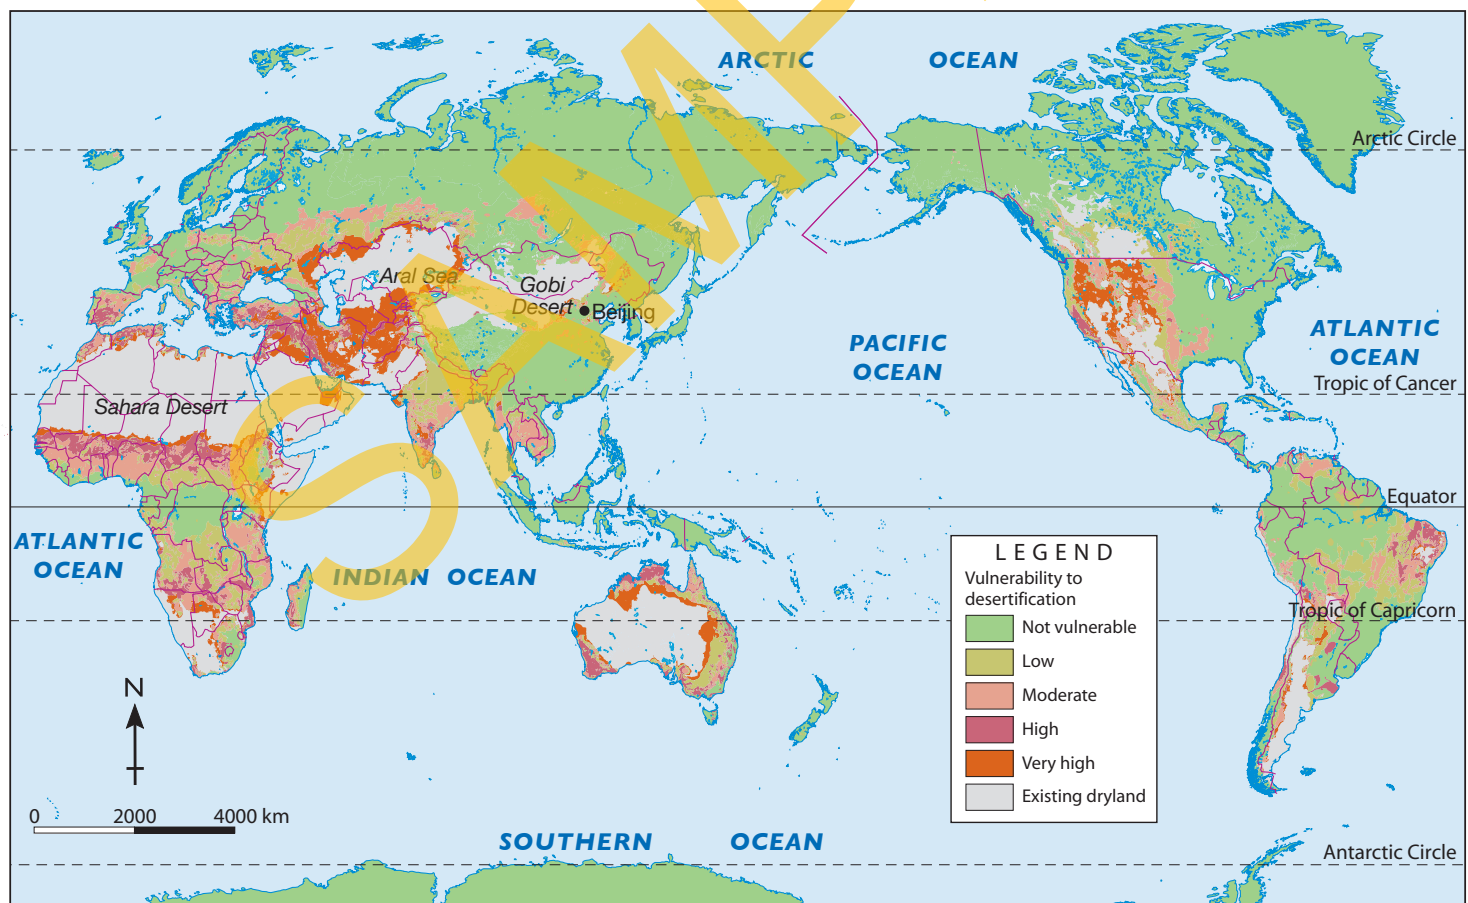 ARCTIC OCEAN
Arctic Circle
Aral Sea
Gobi
Desert
Beijing
PACIFIC
OCEAN
ATLANTIC
OCEAN
Tropic of Cancer
Sahara Desert
Equator
ATLANTIC
OCEAN
INDIAN OCEAN
LEGEND
Vulnerability to
desertification
Not vulnerable
Low
Moderate
High
Very high
Existing dryland
Tropic of Capricorn
N
0 2000 4000 km
SOUTHERN OCEAN
Antarctic Circle